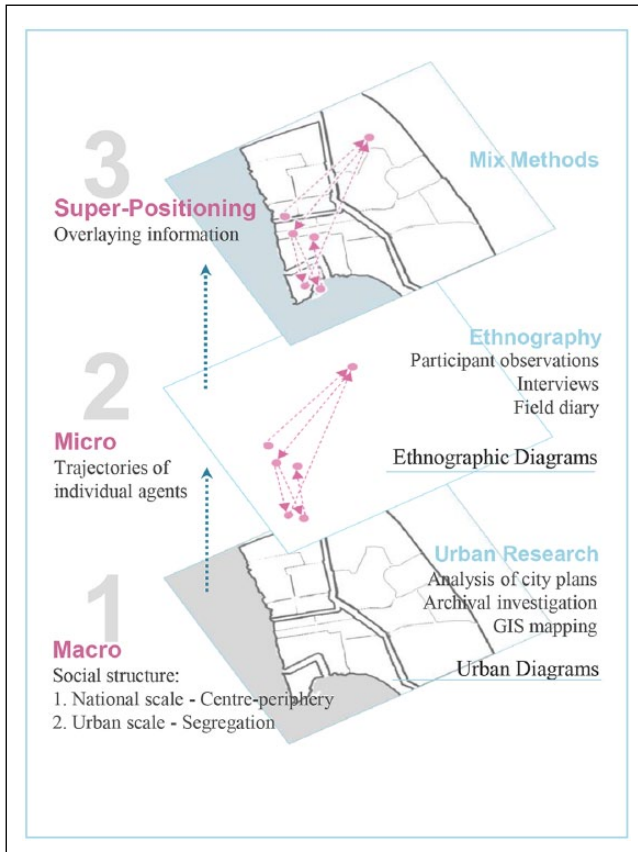 3
Super-Positioning
Overlaying information
Mix Methods
2
Micro
Trajectories of
individual agents
Ethnography
Participant observations
Interviews
Field diary
Ethnographic Diagrams
1
Macro
Social structure:
1. National scale - Centre-periphery
2. Urban scale - Segregation
Urban Research
Analysis of city plans
Archival investigation
GIS mapping
Urban Diagrams